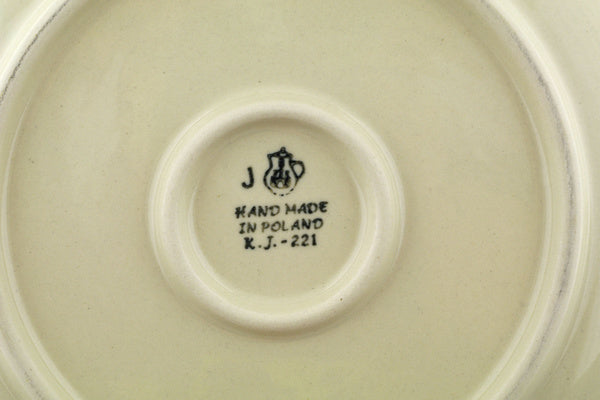 J
HAND MADE
IN POLAND
K.J.-221